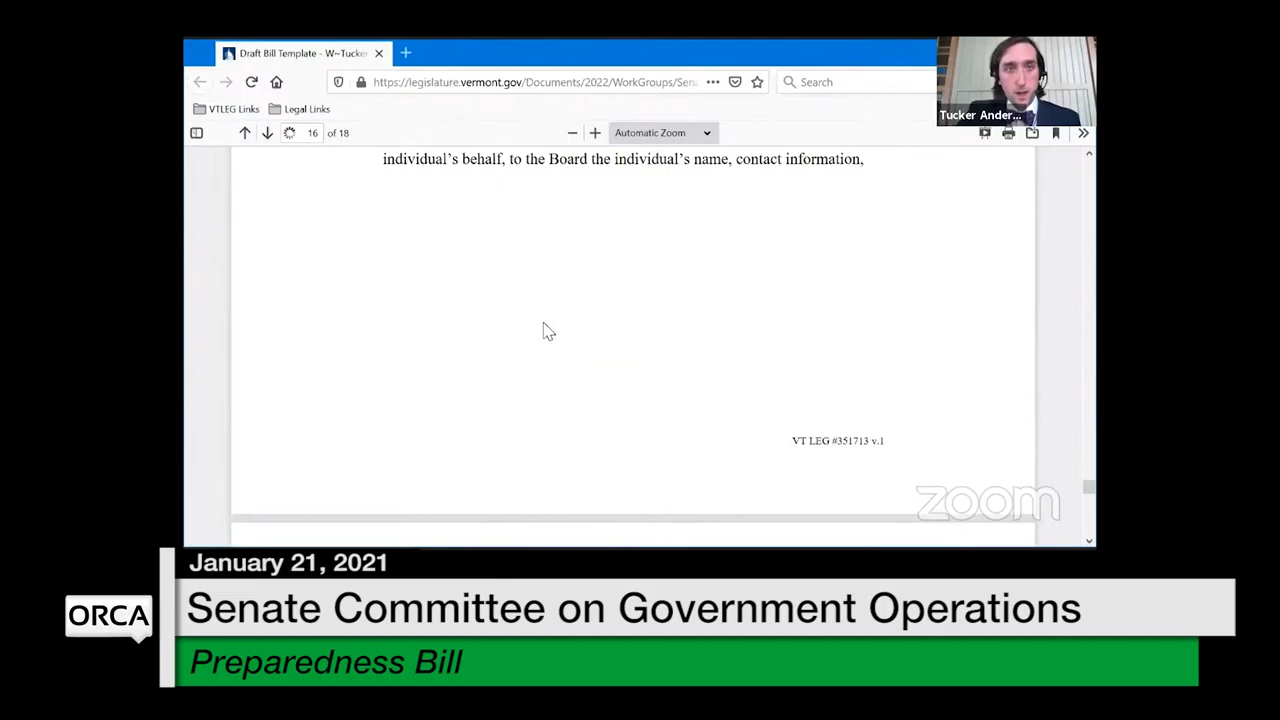 Draft Bill Template - W~Tucker
https://legislature.vermont.gov/Documents/2022/WorkGroups/Sen
Search
VTLEG Links
Legal Links
16 of 18
Automatic Zoom
Tucker Ander...
individual's behalf, to the Board the individual's name, contact information,
VT LEG #351713 v.1
zoom
January 21, 2021
ORCA
Senate Committee on Government Operations
Preparedness Bill